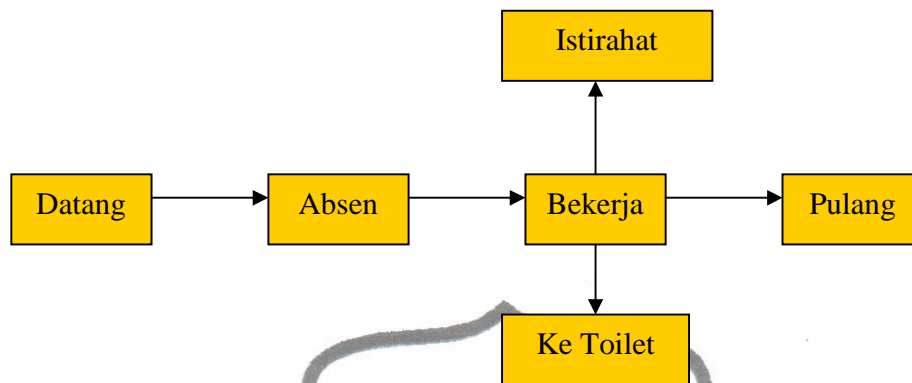 Istirahat
Datang
Absen
Bekerja
Pulang
Ke Toilet